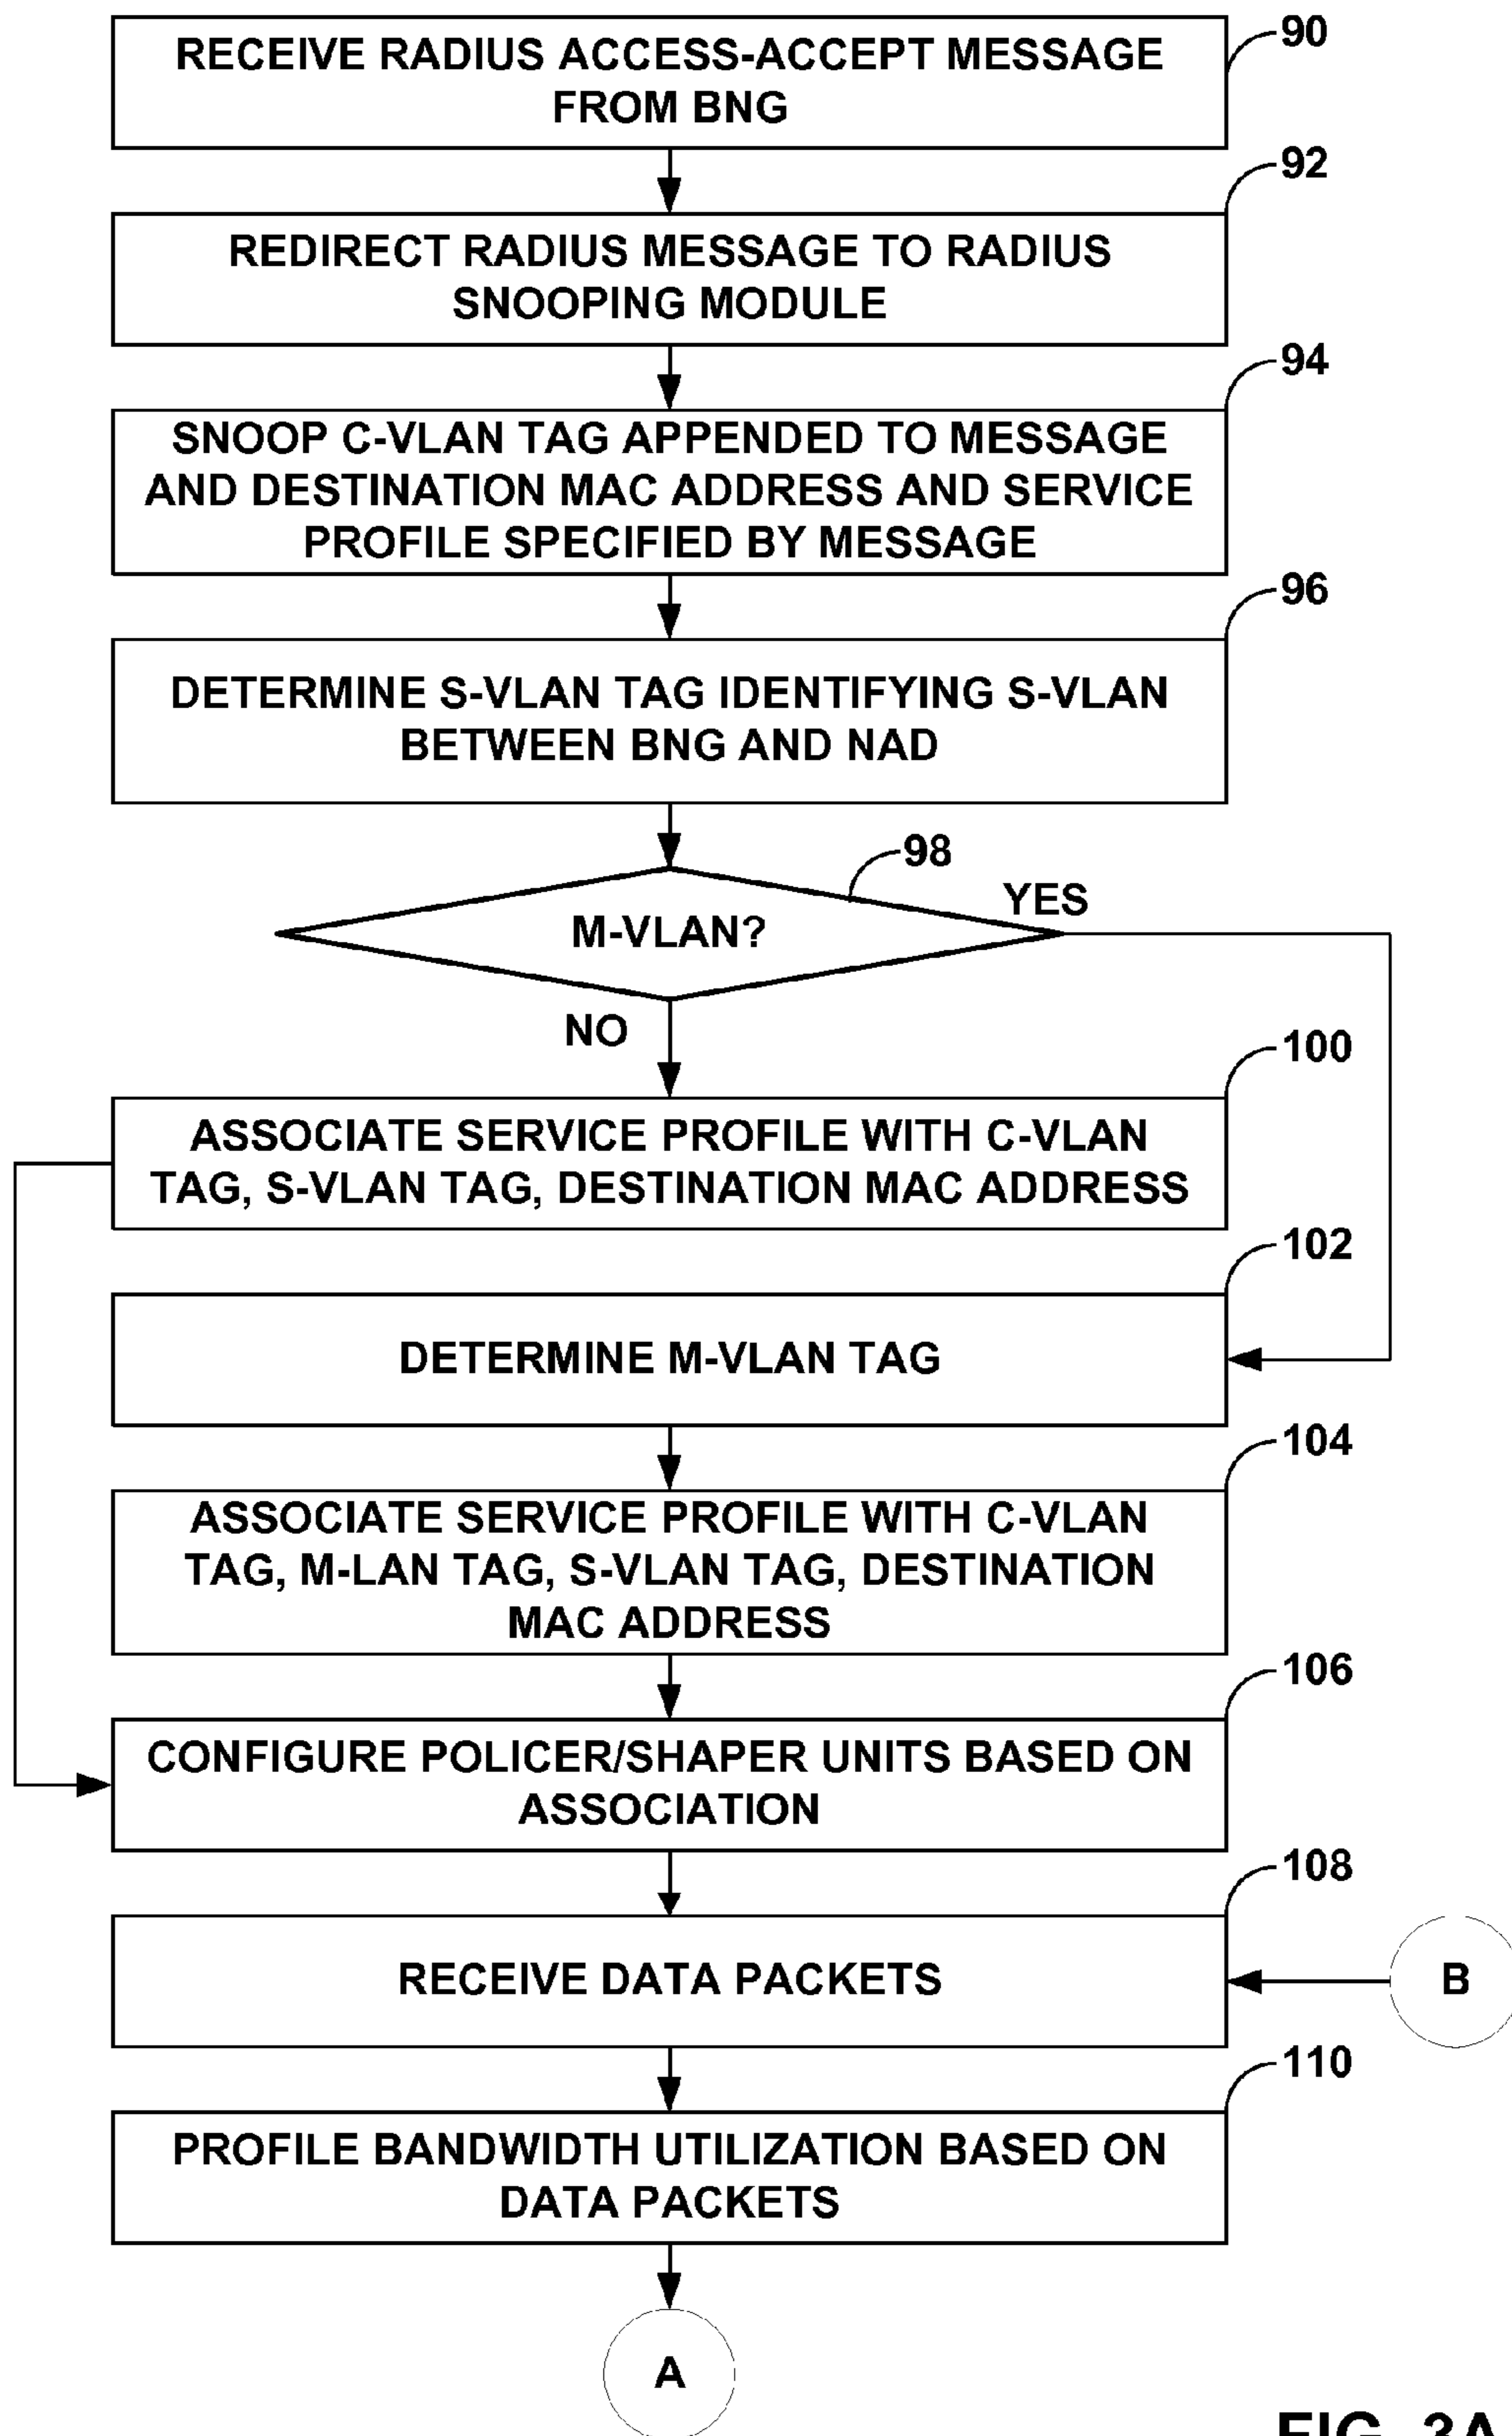 RECEIVE RADIUS ACCESS-ACCEPT MESSAGE
FROM BNG
90
REDIRECT RADIUS MESSAGE TO RADIUS
SNOOPING MODULE
92
SNOOP C-VLAN TAG APPENDED TO MESSAGE
AND DESTINATION MAC ADDRESS AND SERVICE
PROFILE SPECIFIED BY MESSAGE
94
DETERMINE S-VLAN TAG IDENTIFYING S-VLAN
BETWEEN BNG AND NAD
96
M-VLAN?
98
YES
NO
ASSOCIATE SERVICE PROFILE WITH C-VLAN
TAG, S-VLAN TAG, DESTINATION MAC ADDRESS
100
DETERMINE M-VLAN TAG
102
ASSOCIATE SERVICE PROFILE WITH C-VLAN
TAG, M-LAN TAG, S-VLAN TAG, DESTINATION
MAC ADDRESS
104
CONFIGURE POLICER/SHAPER UNITS BASED ON
ASSOCIATION
106
RECEIVE DATA PACKETS
108
B
PROFILE BANDWIDTH UTILIZATION BASED ON
DATA PACKETS
110
A
FIG. 3A